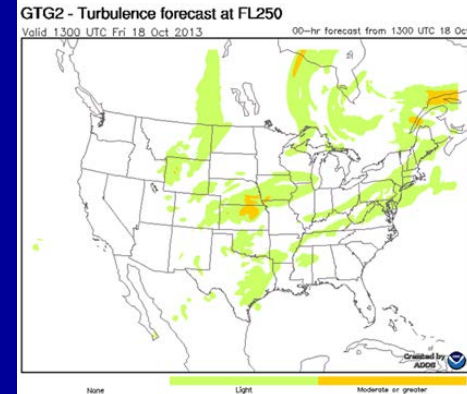 GTG2 - Turbulence forecast at FL250
Valid 1300 UTC Fri 18 Oct 2013
00-hr forecast from 1300 UTC 18 Oct
Created by
ADDS
None
Light
Moderate or greater